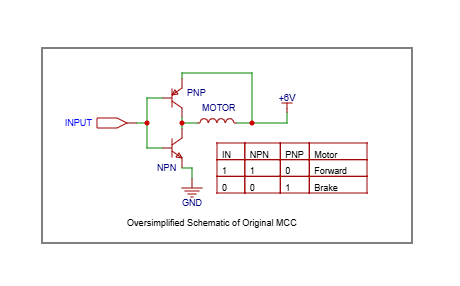 PNP
MOTOR
+6V
INPUT
NPN
GND
IN NPN PNP Motor
1 1 0 Forward
0 0 1 Brake
Oversimplified Schematic of Original MCC